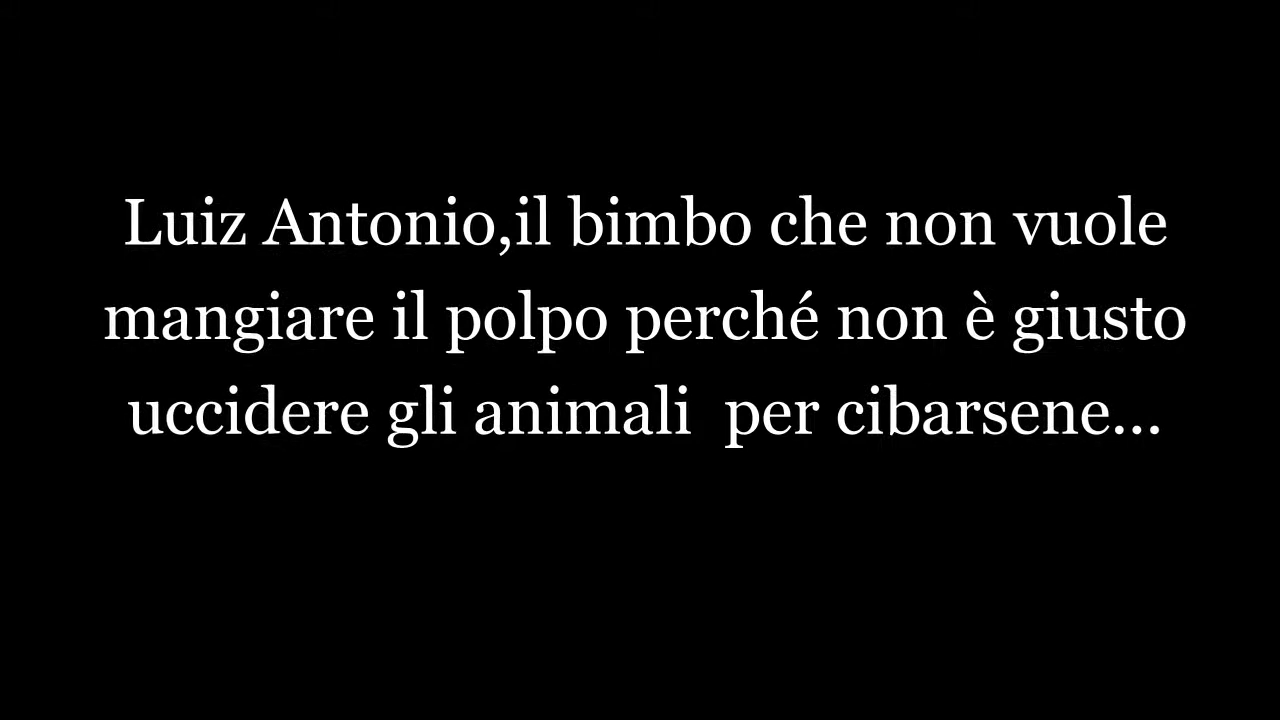 Luiz Antonio,il bimbo che non vuole
mangiare il polpo perché non è giusto
uccidere gli animali  per cibarsene...